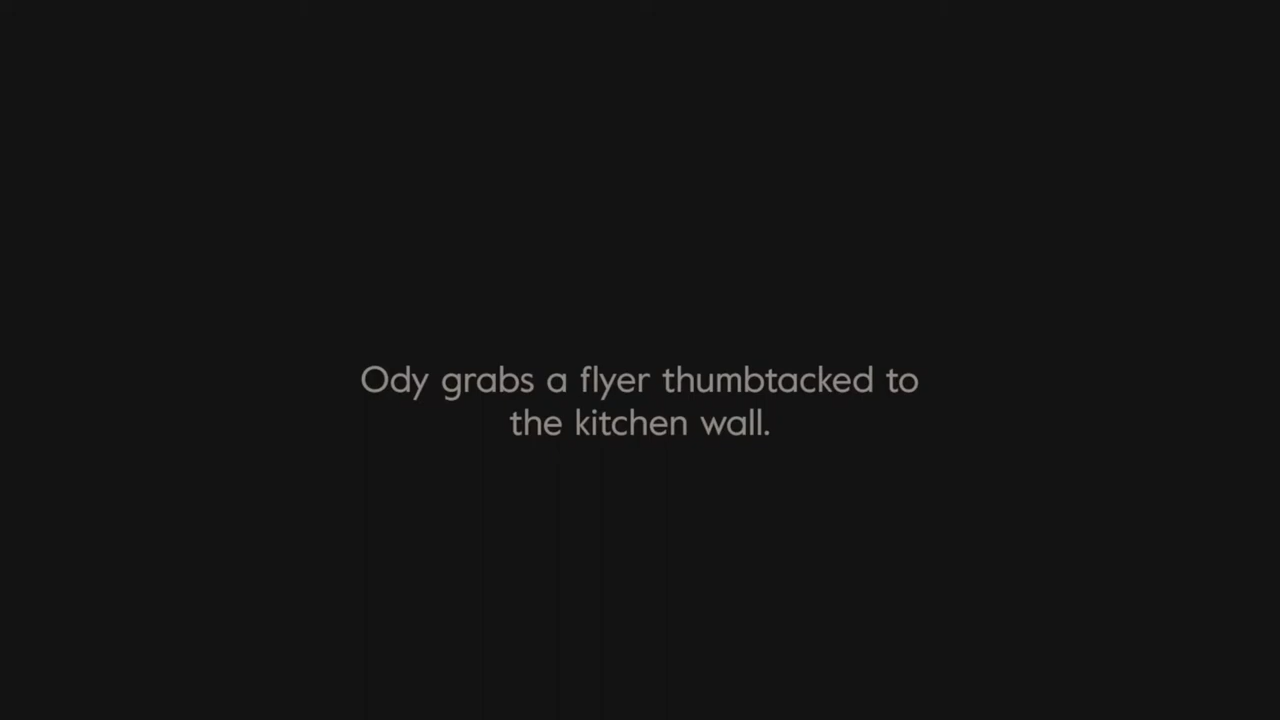 Ody grabs a flyer thumbtacked to
the kitchen wall.